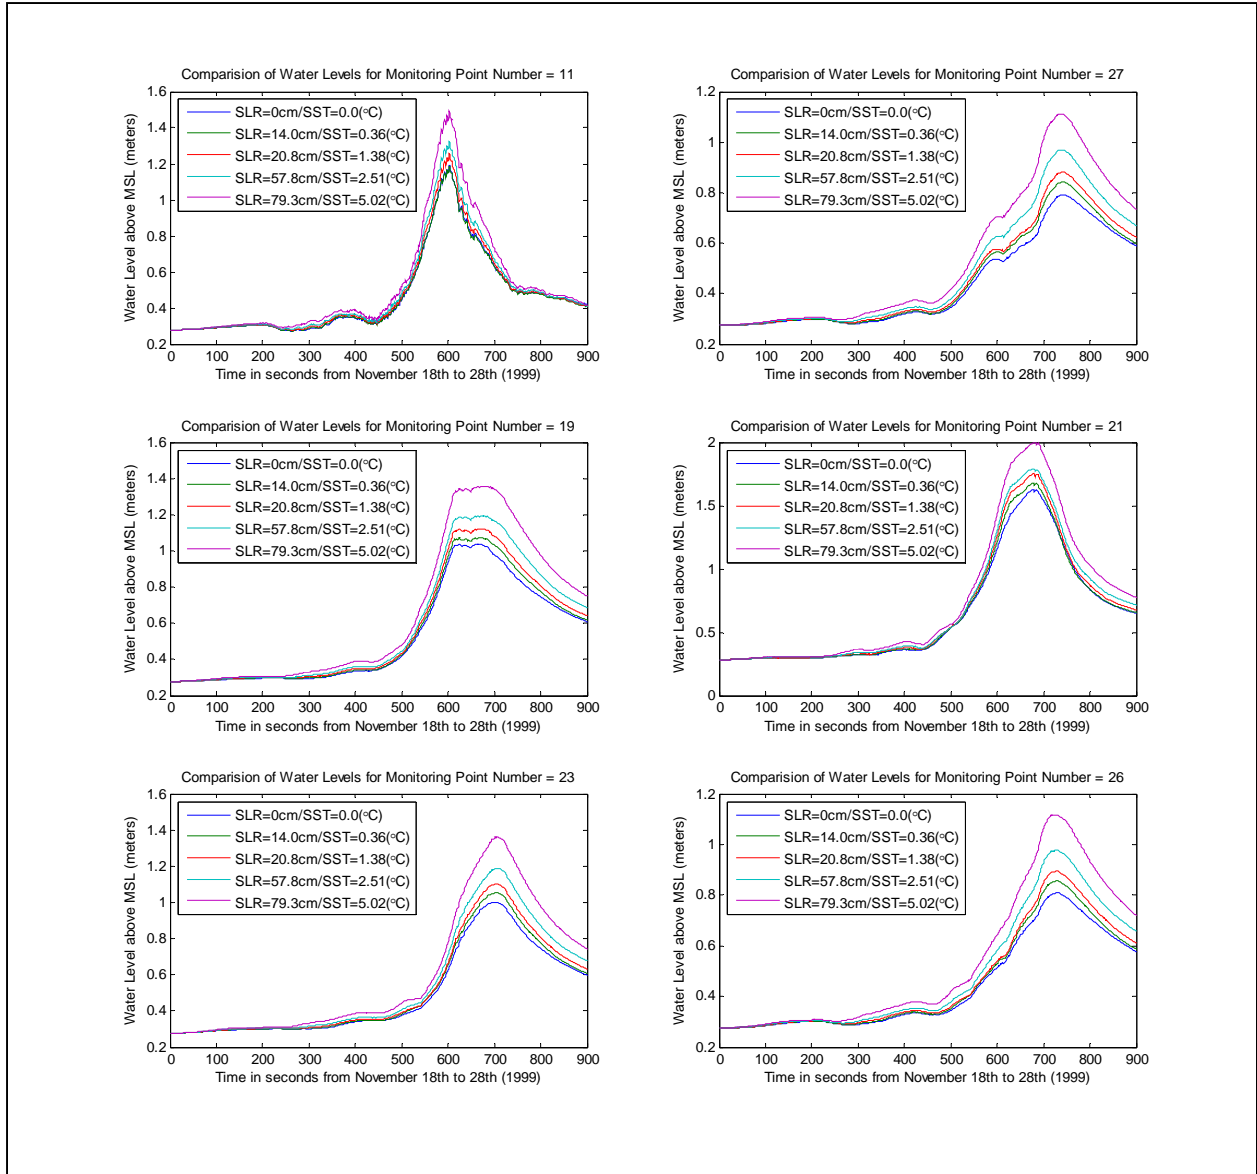 Comparision of Water Levels for Monitoring Point Number = 11
1.6
1.4
1.2
1
0.8
0.6
0.4
0.2
Water Level above MSL (meters)
SLR=0cm/SST=0.0(°C)
SLR=14.0cm/SST=0.36(°C)
SLR=20.8cm/SST=1.38(°C)
SLR=57.8cm/SST=2.51(°C)
SLR=79.3cm/SST=5.02(°C)
0 100 200 300 400 500 600 700 800 900
Time in seconds from November 18th to 28th (1999)
Comparision of Water Levels for Monitoring Point Number = 27
1.2
1
0.8
0.6
0.4
0.2
Water Level above MSL (meters)
SLR=0cm/SST=0.0(°C)
SLR=14.0cm/SST=0.36(°C)
SLR=20.8cm/SST=1.38(°C)
SLR=57.8cm/SST=2.51(°C)
SLR=79.3cm/SST=5.02(°C)
0 100 200 300 400 500 600 700 800 900
Time in seconds from November 18th to 28th (1999)
Comparision of Water Levels for Monitoring Point Number = 19
1.6
1.4
1.2
1
0.8
0.6
0.4
0.2
Water Level above MSL (meters)
SLR=0cm/SST=0.0(°C)
SLR=14.0cm/SST=0.36(°C)
SLR=20.8cm/SST=1.38(°C)
SLR=57.8cm/SST=2.51(°C)
SLR=79.3cm/SST=5.02(°C)
0 100 200 300 400 500 600 700 800 900
Time in seconds from November 18th to 28th (1999)
Comparision of Water Levels for Monitoring Point Number = 21
2
1.5
1
0.5
0
Water Level above MSL (meters)
SLR=0cm/SST=0.0(°C)
SLR=14.0cm/SST=0.36(°C)
SLR=20.8cm/SST=1.38(°C)
SLR=57.8cm/SST=2.51(°C)
SLR=79.3cm/SST=5.02(°C)
0 100 200 300 400 500 600 700 800 900
Time in seconds from November 18th to 28th (1999)
Comparision of Water Levels for Monitoring Point Number = 23
1.6
1.4
1.2
1
0.8
0.6
0.4
0.2
Water Level above MSL (meters)
SLR=0cm/SST=0.0(°C)
SLR=14.0cm/SST=0.36(°C)
SLR=20.8cm/SST=1.38(°C)
SLR=57.8cm/SST=2.51(°C)
SLR=79.3cm/SST=5.02(°C)
0 100 200 300 400 500 600 700 800 900
Time in seconds from November 18th to 28th (1999)
Comparision of Water Levels for Monitoring Point Number = 26
1.2
1
0.8
0.6
0.4
0.2
Water Level above MSL (meters)
SLR=0cm/SST=0.0(°C)
SLR=14.0cm/SST=0.36(°C)
SLR=20.8cm/SST=1.38(°C)
SLR=57.8cm/SST=2.51(°C)
SLR=79.3cm/SST=5.02(°C)
0 100 200 300 400 500 600 700 800 900
Time in seconds from November 18th to 28th (1999)